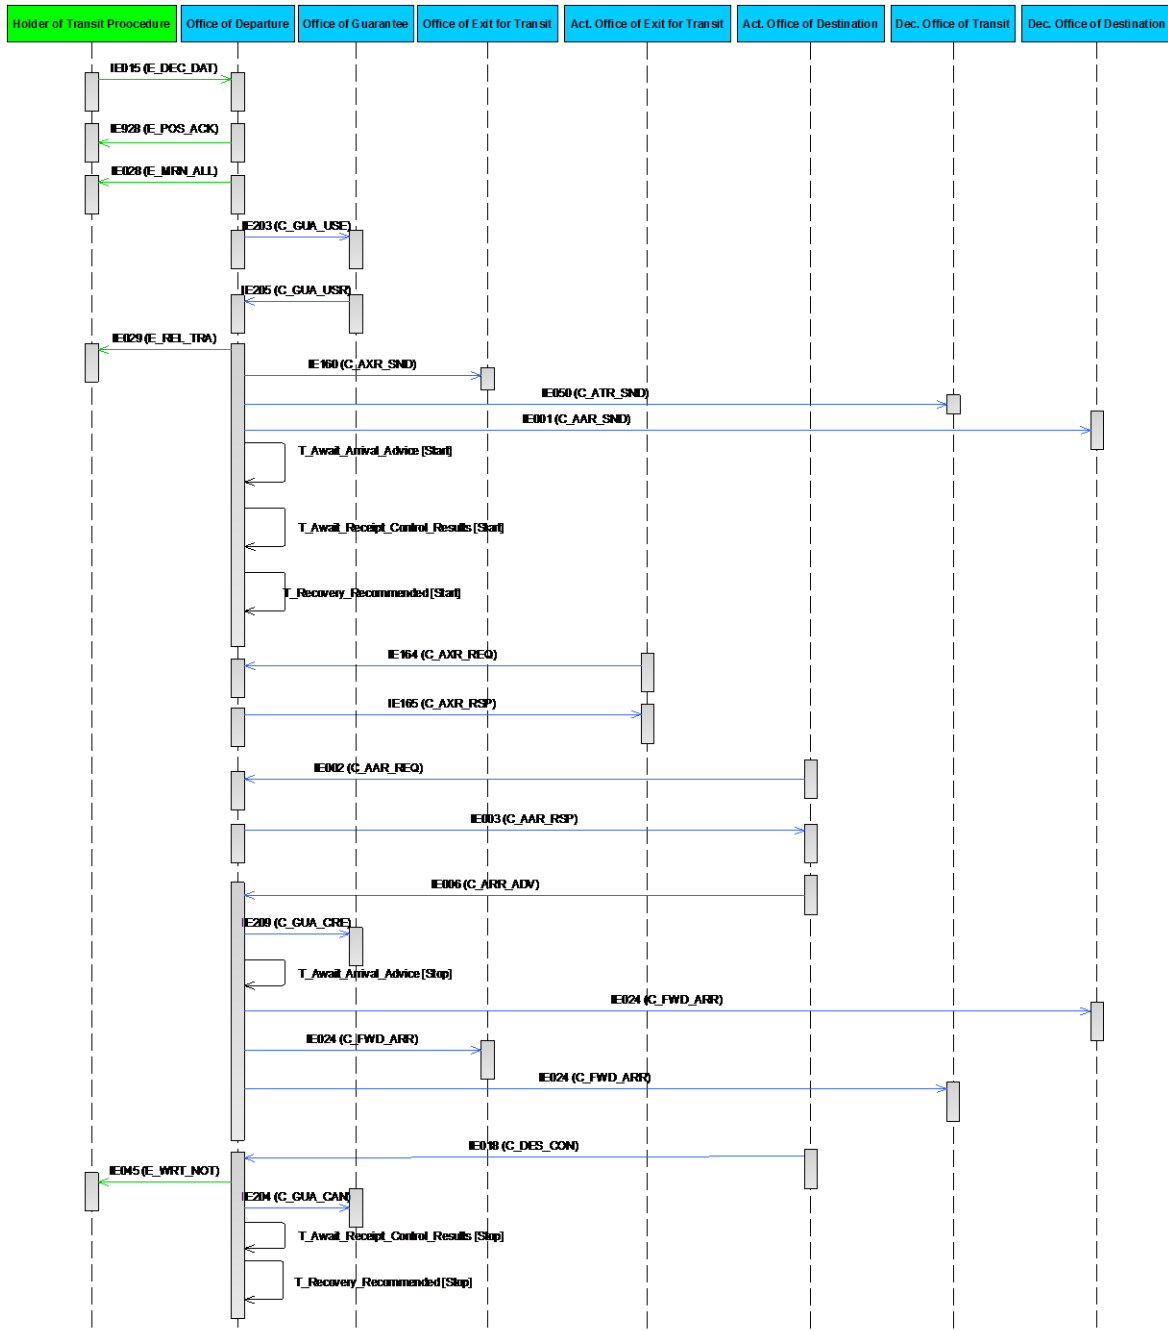 Holder of Transit Proocedure
Office of Departure
Office of Guarantee
Office of Exit for Transit
Act. Office of Exit for Transit
Act. Office of Destination
Dec. Office of Transit
Dec. Office of Destination
IE015 (E_DEC_DAT)
IE928 (E_POS_ACK)
IE028 (E_MRN_ALL)
IE203 (C_GUA_USE)
IE205 (C_GUA_USR)
IE029 (E_REL_TRA)
IE160 (C_AXR_SND)
IE050 (C_ATR_SND)
IE001 (C_AAR_SND)
T_Await_Arrival_Advice [Start]
T_Await_Receipt_Control_Results [Start]
T_Recovery_Recommended [Start]
IE164 (C_AXR_REQ)
IE165 (C_AXR_RSP)
IE002 (C_AAR_REQ)
IE003 (C_AAR_RSP)
IE006 (C_ARR_ADV)
IE209 (C_GUA_CRE)
T_Await_Arrival_Advice [Stop]
IE024 (C_FWD_ARR)
IE024 (C_FWD_ARR)
IE024 (C_FWD_ARR)
IE018 (C_DES_CON)
IE045 (E_WRT_NOT)
IE204 (C_GUA_CAN)
T_Await_Receipt_Control_Results [Stop]
T_Recovery_Recommended [Stop]